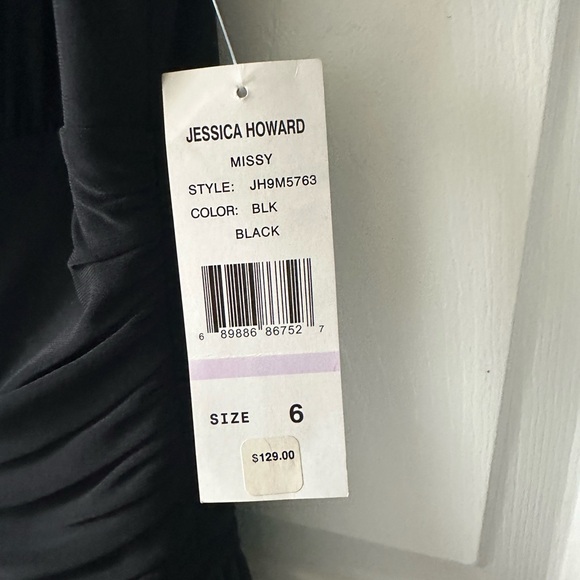 JESSICA HOWARD
MISSY
STYLE: JH9M5763
COLOR: BLK
BLACK
6 89886 86752 7
SIZE 6
$129.00